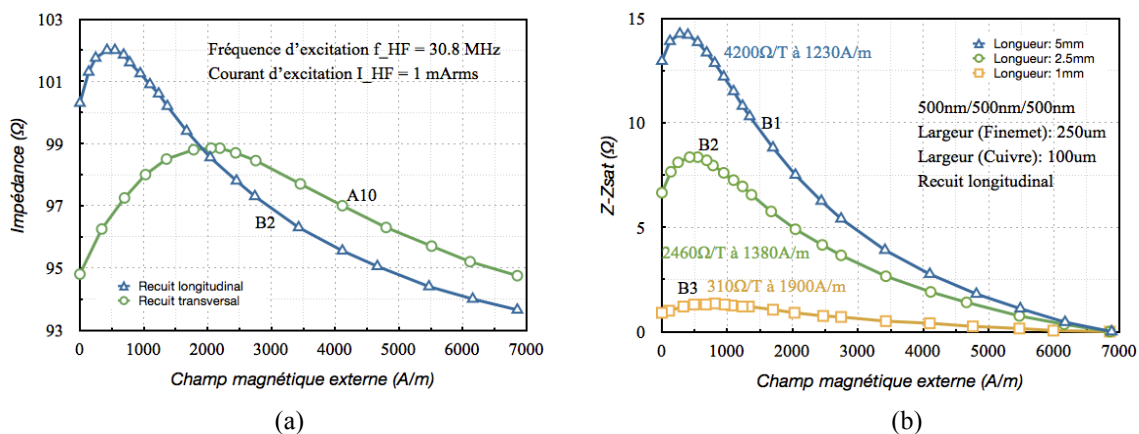 103
101
99
97
95
93
Impédance (Ω)
Fréquence d'excitation f_HF = 30.8 MHz
Courant d'excitation I_HF = 1 mArms
A10
B2
Recuit longitudinal
Recuit transversal
0 1000 2000 3000 4000 5000 6000 7000
Champ magnétique externe (A/m)
(a)
15
10
5
0
Z-Zsat (Ω)
4200Ω/T à 1230A/m
Longueur: 5mm
Longueur: 2.5mm
Longueur: 1mm
500nm/500nm/500nm
Largeur (Finemet): 250um
Largeur (Cuivre): 100um
Recuit longitudinal
B1
B2
2460Ω/T à 1380A/m
B3
310Ω/T à 1900A/m
0 1000 2000 3000 4000 5000 6000 7000
Champ magnétique externe (A/m)
(b)